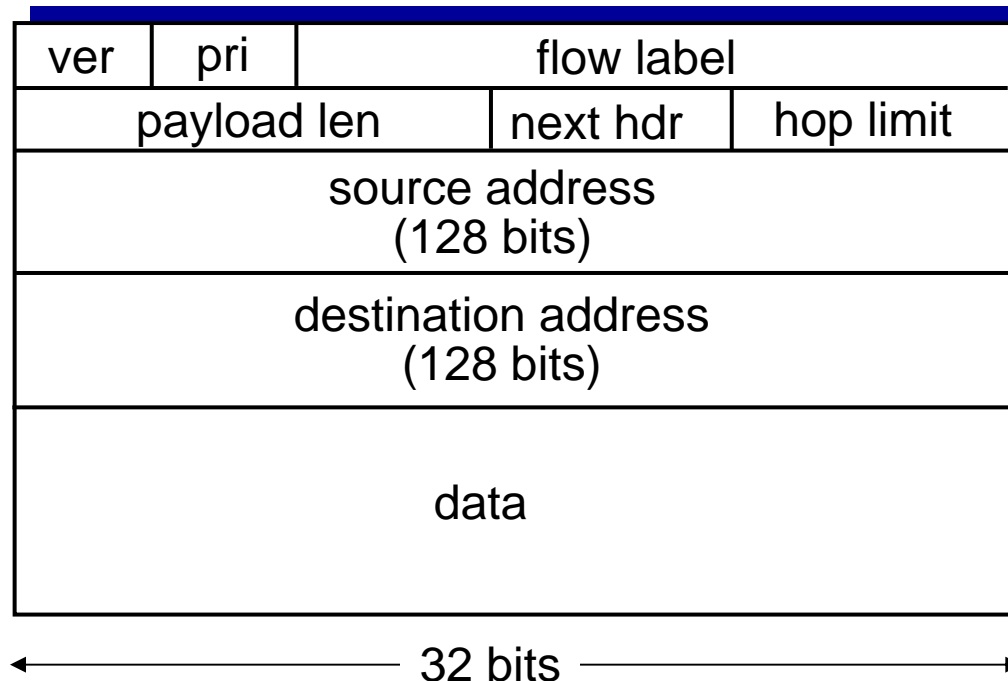 ver pri flow label
payload len next hdr hop limit
source address
(128 bits)
destination address
(128 bits)
data
32 bits